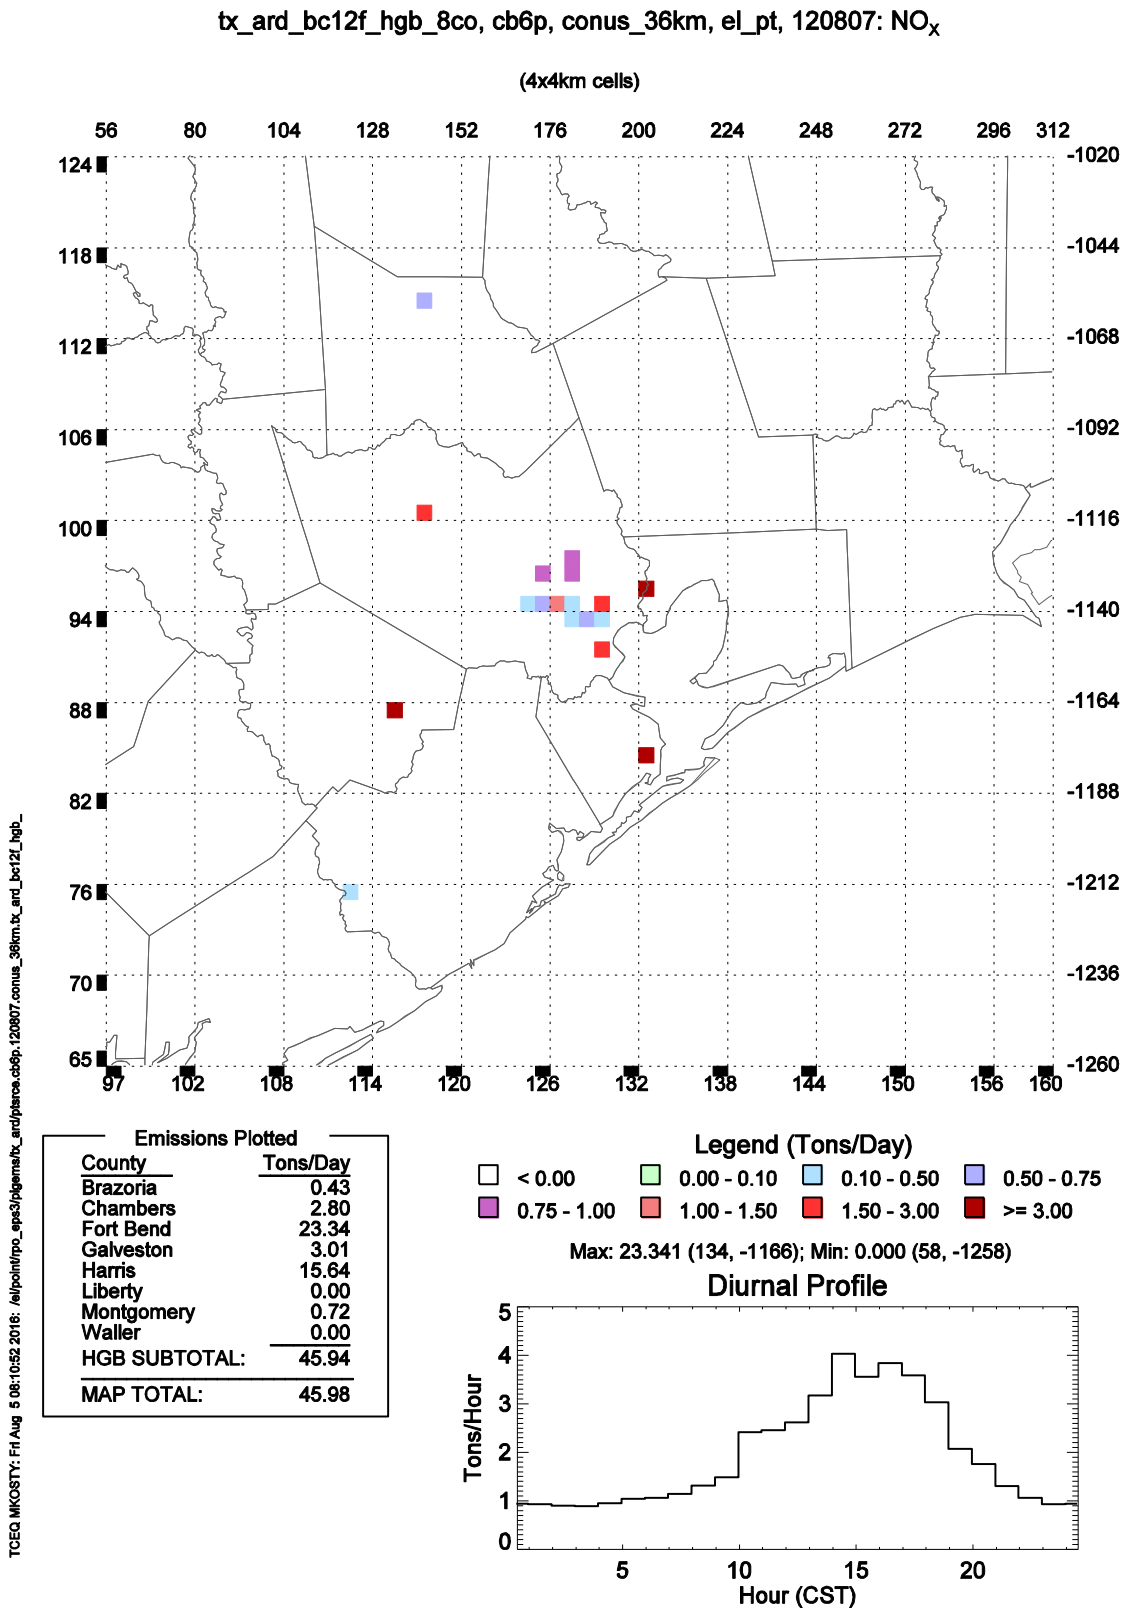 tx_ard_bc12f_hgb_8co, cb6p, conus_36km, el_pt, 120807: NOX
(4x4km cells)
56 80 104 128 152 176 200 224 248 272 296 312
124 -1020
118 -1044
112 -1068
106 -1092
100 -1116
94 -1140
88 -1164
82 -1188
76 -1212
70 -1236
65 -1260
97 102 108 114 120 126 132 138 144 150 156 160
TCEQ MKOSTY: Fri Aug 5 08:10:52 2016: /el/point/rpo_eps3/pigems/tx_ard/ptsrce.cb6p.120807.conus_36km.tx_ard_bc12f_hgb_
Emissions Plotted
County Tons/Day
Brazoria 0.43
Chambers 2.80
Fort Bend 23.34
Galveston 3.01
Harris 15.64
Liberty 0.00
Montgomery 0.72
Waller 0.00
HGB SUBTOTAL: 45.94
MAP TOTAL: 45.98
Legend (Tons/Day)
< 0.00 0.00 - 0.10 0.10 - 0.50 0.50 - 0.75
0.75 - 1.00 1.00 - 1.50 1.50 - 3.00 >= 3.00
Max: 23.341 (134, -1166); Min: 0.000 (58, -1258)
Diurnal Profile
5
4
3
2
1
0
Tons/Hour
5 10 15 20
Hour (CST)